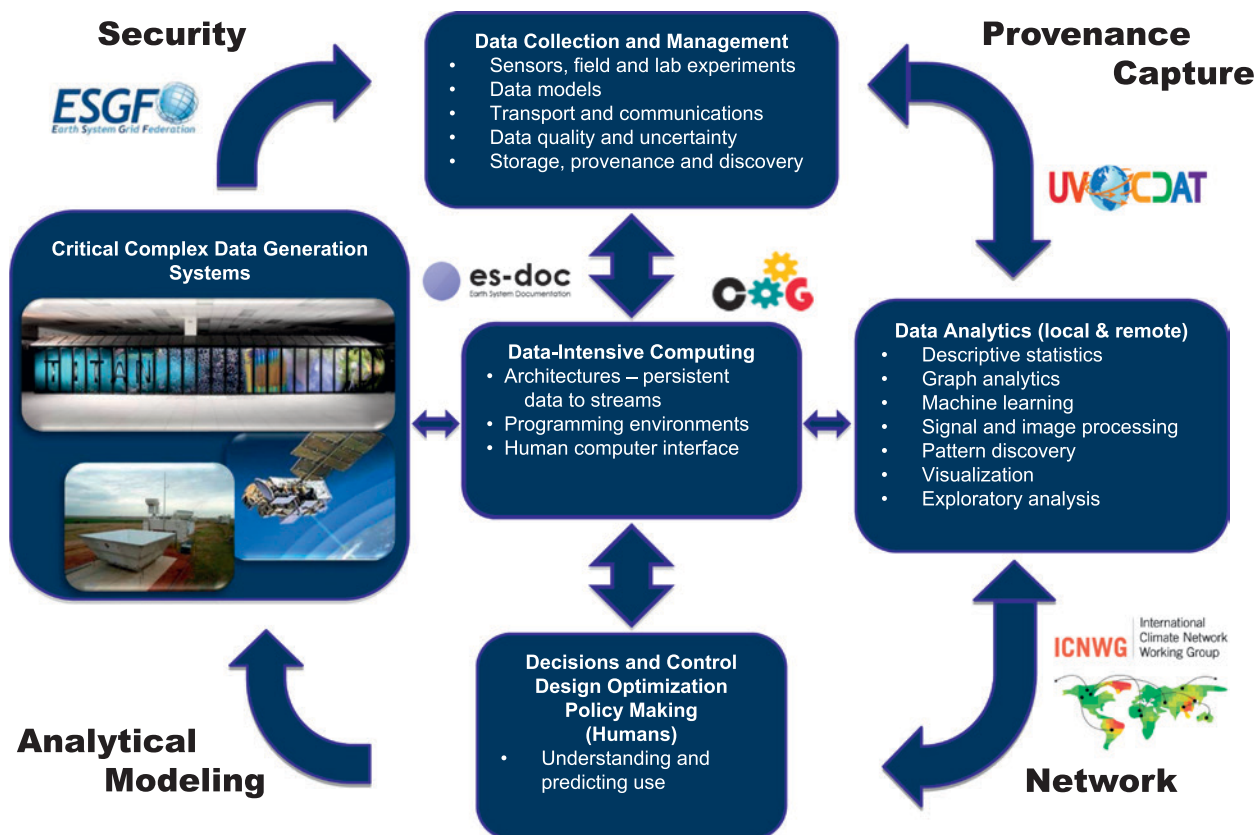 Security
ESGF
Earth System Grid Federation
Data Collection and Management
• Sensors, field and lab experiments
• Data models
• Transport and communications
• Data quality and uncertainty
• Storage, provenance and discovery
Provenance
Capture
UV CDAT
Critical Complex Data Generation
Systems
TITAN
es-doc
Earth System Documentation
CoG
Data-Intensive Computing
• Architectures – persistent
data to streams
• Programming environments
• Human computer interface
Data Analytics (local & remote)
• Descriptive statistics
• Graph analytics
• Machine learning
• Signal and image processing
• Pattern discovery
• Visualization
• Exploratory analysis
Decisions and Control
Design Optimization
Policy Making
(Humans)
• Understanding and
predicting use
ICNWG
International
Climate Network
Working Group
Analytical
Modeling
Network